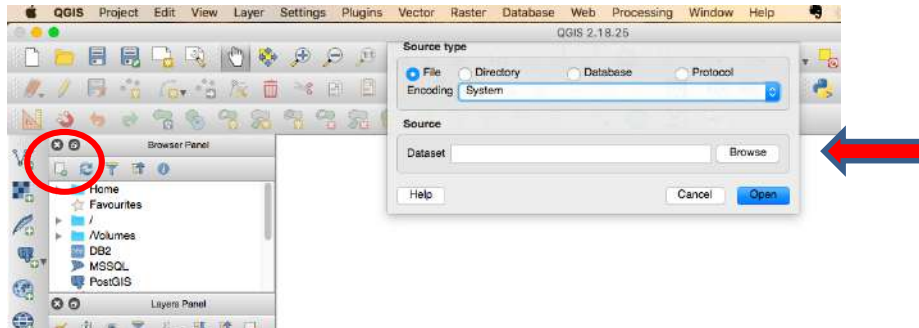 QGIS Project Edit View Layer Settings Plugins Vector Raster Database Web Processing Window Help
QGIS 2.18.25
Source type
File Directory Database Protocol
Encoding System
Source
Dataset Browse
Help Cancel Open
Browser Panel
Home
Favourites
/
/Volumes
DB2
MSSQL
PostGIS
Layers Panel